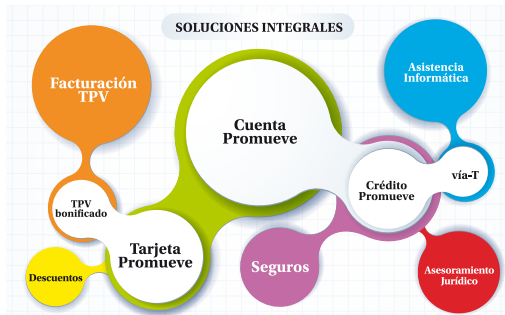 SOLUCIONES INTEGRALES
Facturación
TPV
Asistencia
Informática
Cuenta
Promueve
vía-T
Crédito
Promueve
TPV
bonificado
Tarjeta
Promueve
Seguros
Descuentos
Asesoramiento
Jurídico